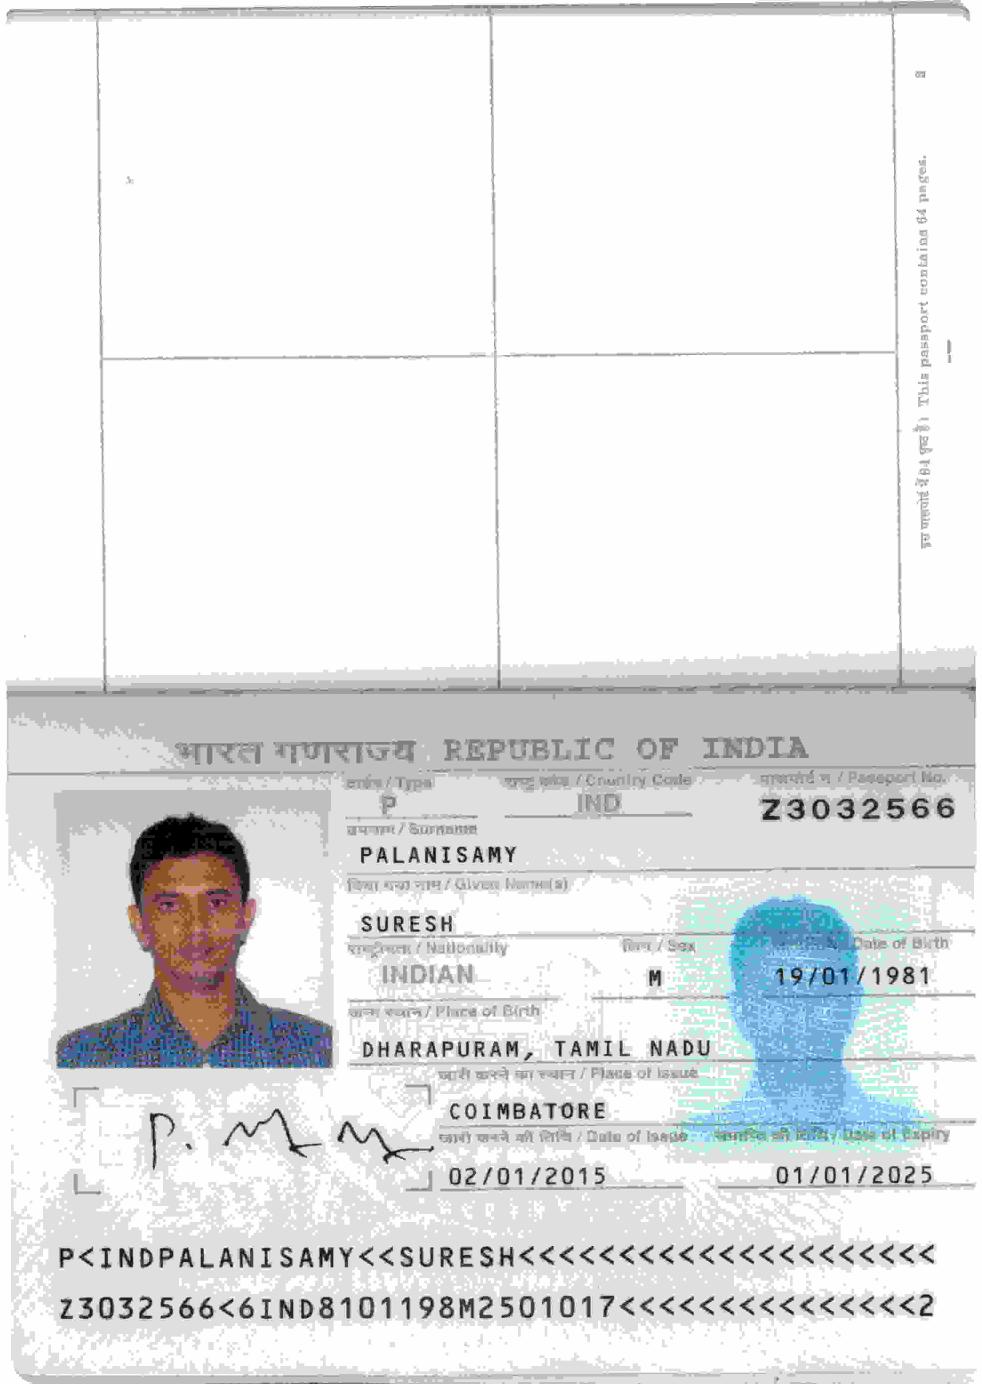 इस पासपोर्ट में 64 पृष्ठ हैं। This passport contains 64 pages.
भारत गणराज्य REPUBLIC OF INDIA
टाईप / Type
राष्ट्र कोड / Country Code
पासपोर्ट न / Passport No.
P
IND
Z3032566
उपनाम / Surname
PALANISAMY
दिया गया नाम / Given Name(s)
SURESH
राष्ट्रीयता / Nationality
लिंग / Sex
Date of Birth
INDIAN
M
19/01/1981
जन्म स्थान / Place of Birth
DHARAPURAM, TAMIL NADU
जारी करने का स्थान / Place of Issue
COIMBATORE
जारी करने की तिथि / Date of Issue
समाप्ति की तिथि / Date of Expiry
P.
02/01/2015
01/01/2025
P<INDPALANISAMY<<SURESH<<<<<<<<<<<<<<<<<<<<<
Z3032566<6IND8101198M2501017<<<<<<<<<<<<<<<2